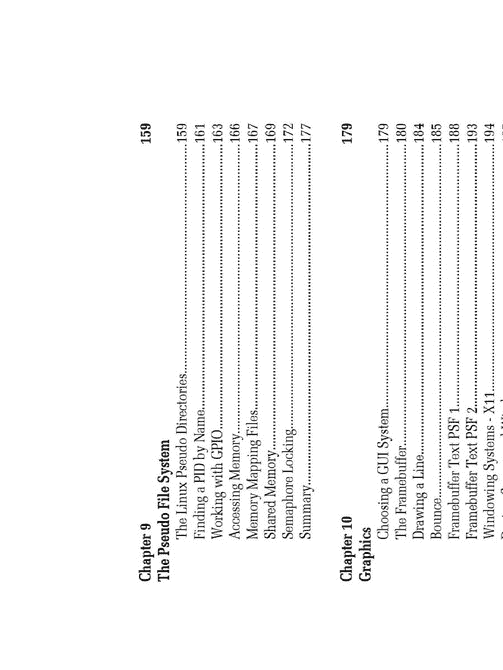 Chapter 9 159
The Pseudo File System
The Linux Pseudo Directories.....159
Finding a PID by Name.....161
Working with GPIO.....163
Accessing Memory.....166
Memory Mapping Files.....167
Shared Memory.....169
Semaphore Locking.....172
Summary.....177
Chapter 10 179
Graphics
Choosing a GUI System.....179
The Framebuffer.....180
Drawing a Line.....184
Bounce.....185
Framebuffer Text PSF 1.....188
Framebuffer Text PSF 2.....193
Windowing Systems - X11.....194